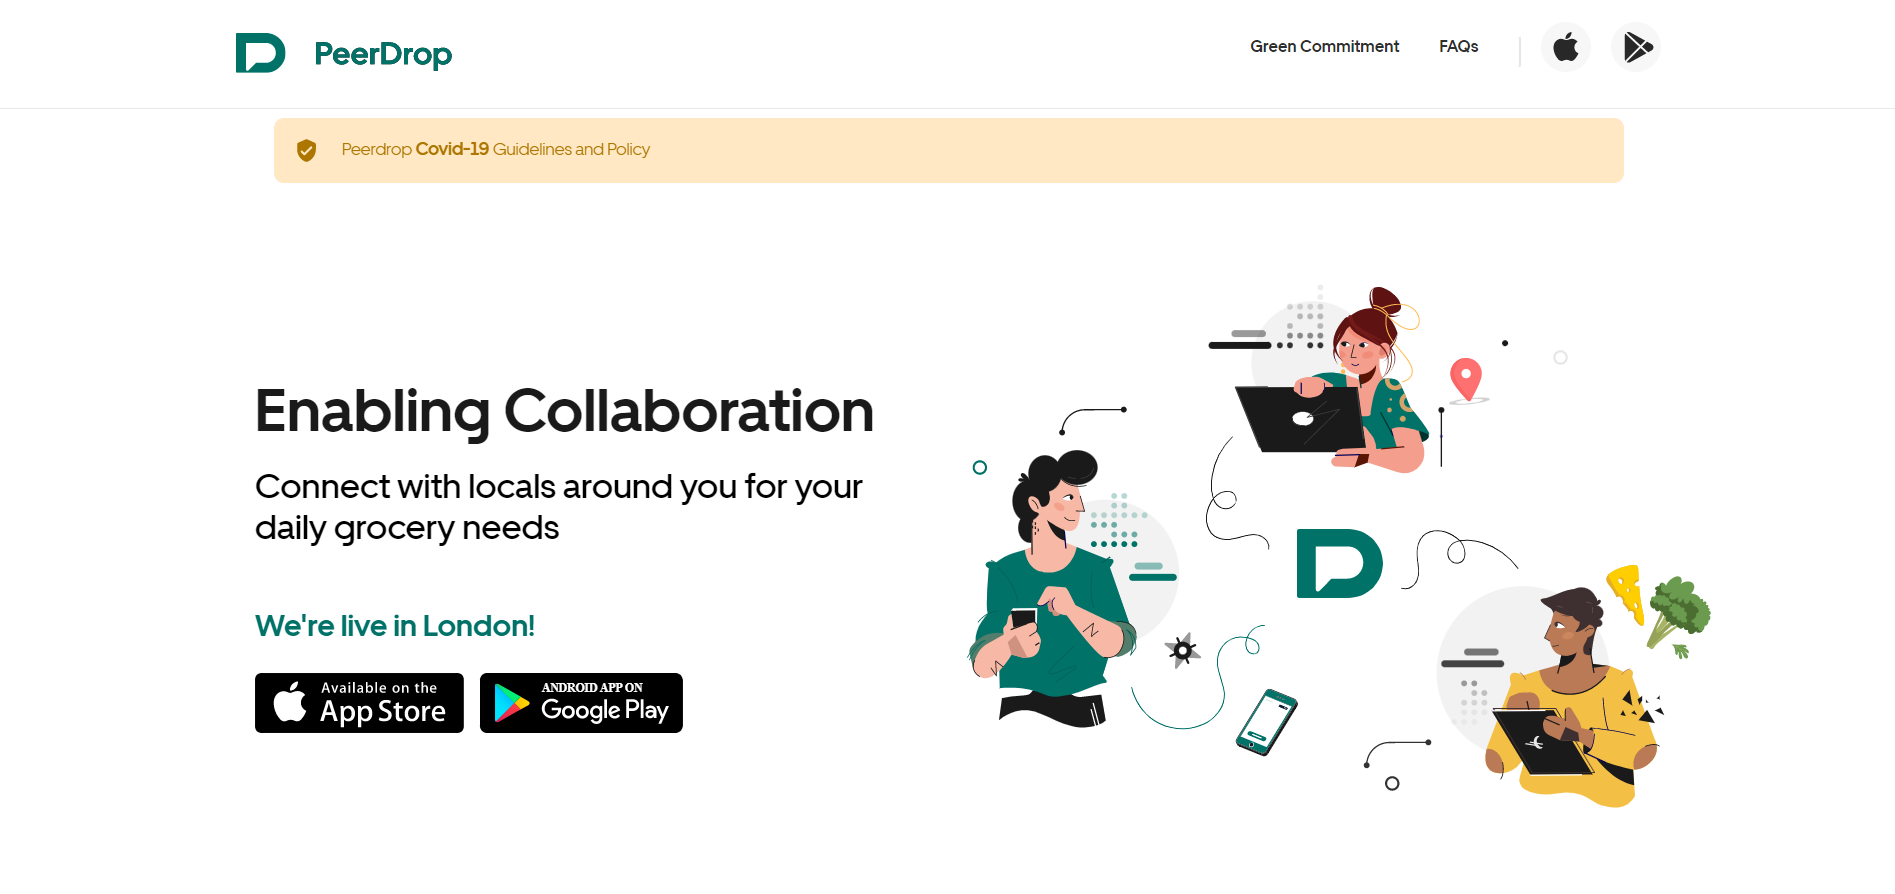 PeerDrop
Green Commitment
FAQs
Peerdrop Covid-19 Guidelines and Policy
Enabling Collaboration
Connect with locals around you for your
daily grocery needs
We're live in London!
Available on the
App Store
ANDROID APP ON
Google Play